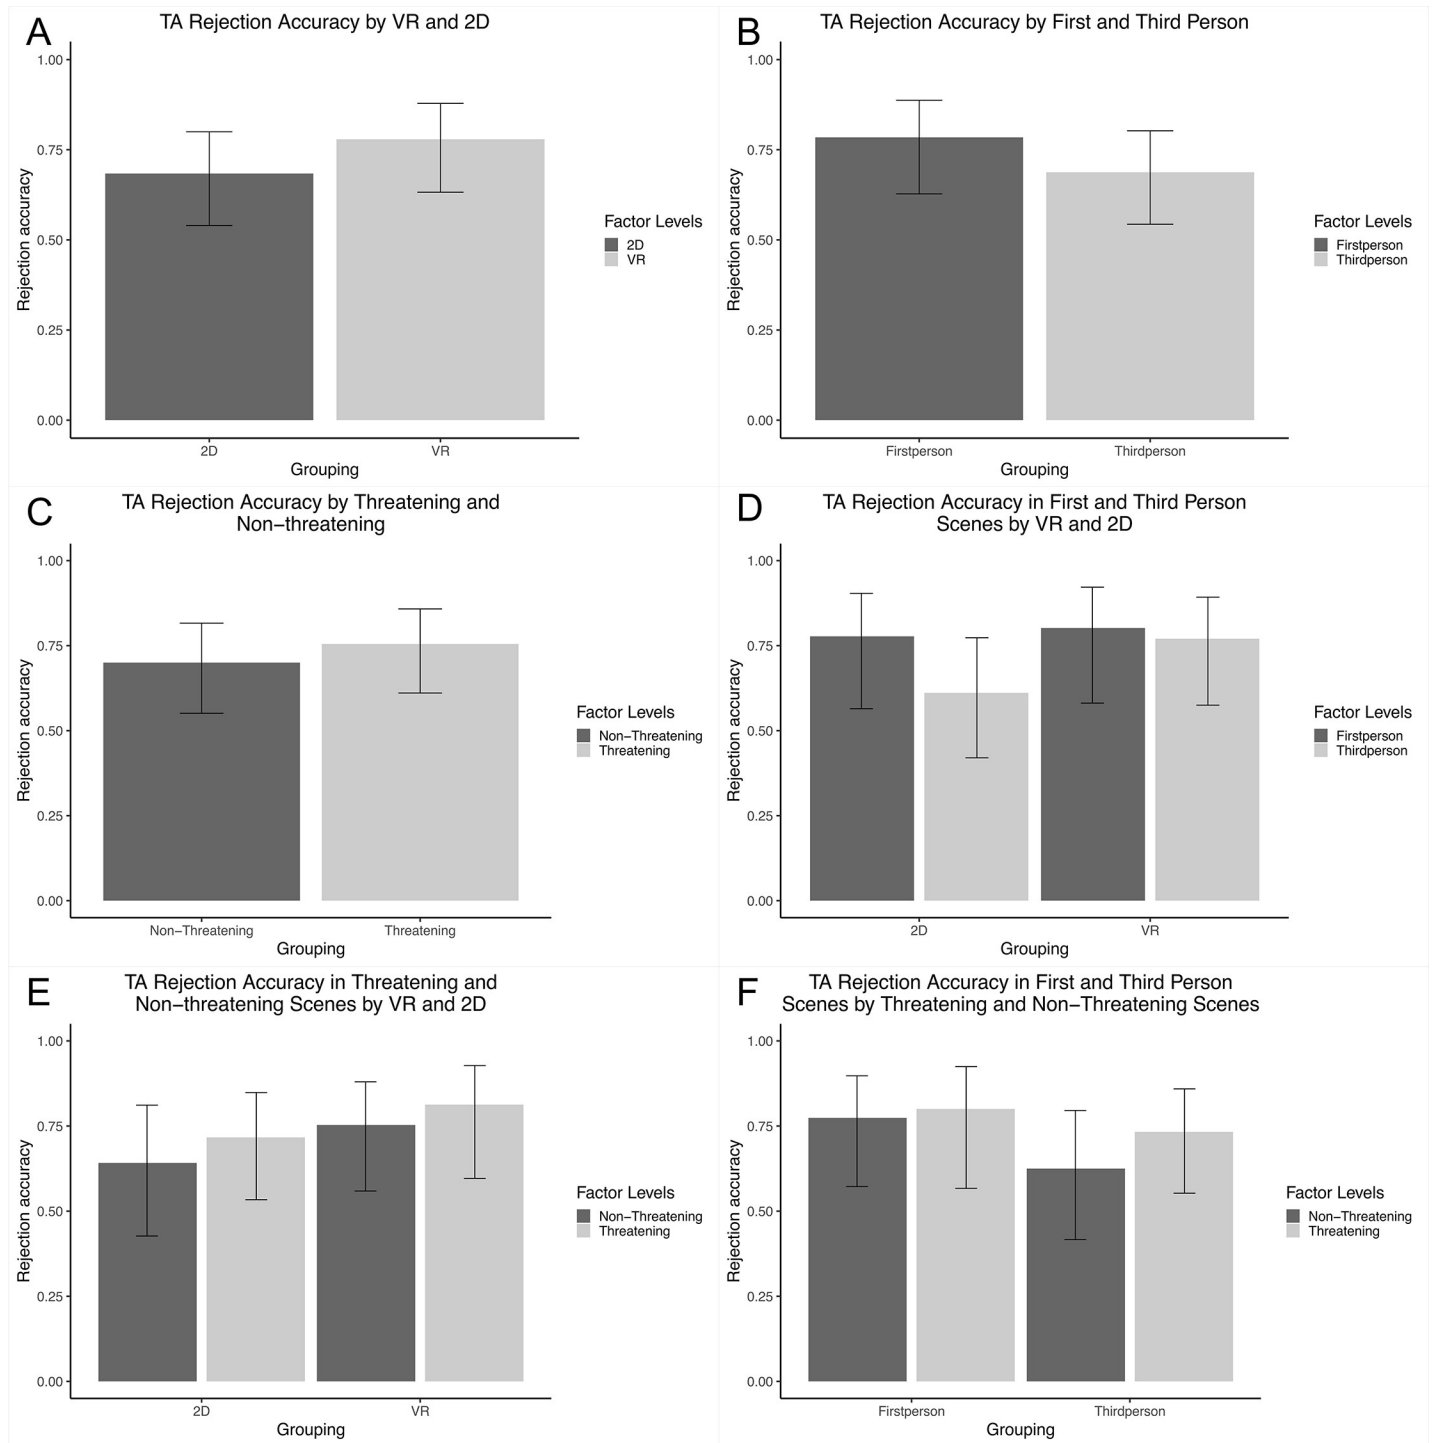 A
TA Rejection Accuracy by VR and 2D
Rejection accuracy
1.00
0.75
0.50
0.25
0.00
2D
VR
Grouping
Factor Levels
2D
VR
B
TA Rejection Accuracy by First and Third Person
Rejection accuracy
1.00
0.75
0.50
0.25
0.00
Firstperson
Thirdperson
Grouping
Factor Levels
Firstperson
Thirdperson
C
TA Rejection Accuracy by Threatening and
Non−threatening
Rejection accuracy
1.00
0.75
0.50
0.25
0.00
Non−Threatening
Threatening
Grouping
Factor Levels
Non−Threatening
Threatening
D
TA Rejection Accuracy in First and Third Person
Scenes by VR and 2D
Rejection accuracy
1.00
0.75
0.50
0.25
0.00
2D
VR
Grouping
Factor Levels
Firstperson
Thirdperson
E
TA Rejection Accuracy in Threatening and
Non−threatening Scenes by VR and 2D
Rejection accuracy
1.00
0.75
0.50
0.25
0.00
2D
VR
Grouping
Factor Levels
Non−Threatening
Threatening
F
TA Rejection Accuracy in First and Third Person
Scenes by Threatening and Non−Threatening Scenes
Rejection accuracy
1.00
0.75
0.50
0.25
0.00
Firstperson
Thirdperson
Grouping
Factor Levels
Non−Threatening
Threatening